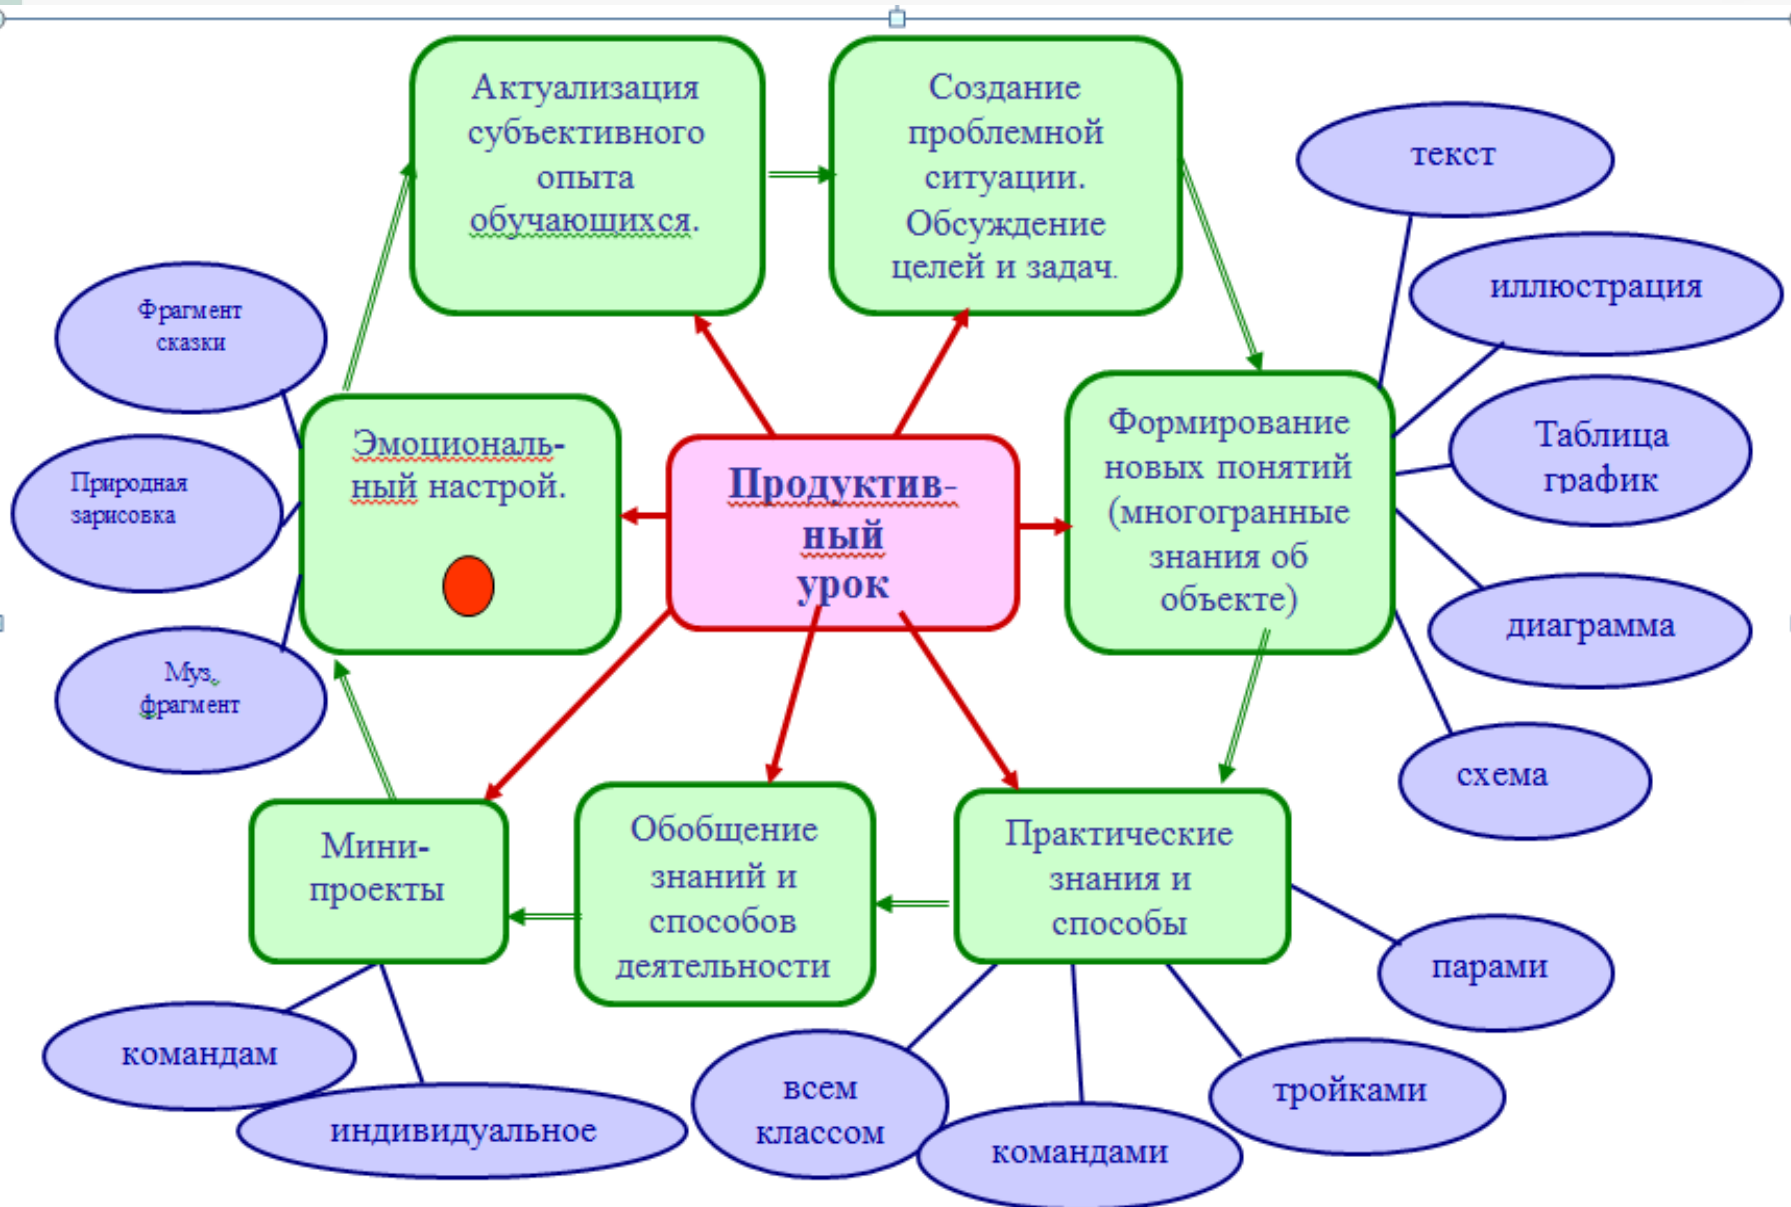 Актуализация
субъективного
опыта
обучающихся.
Создание
проблемной
ситуации.
Обсуждение
целей и задач.
текст
иллюстрация
Таблица
график
диаграмма
схема
Фрагмент
сказки
Природная
зарисовка
Муз.
фрагмент
Эмоциональ-
ный настрой.
Продуктив-
ный
урок
Формирование
новых понятий
(многогранные
знания об
объекте)
Мини-
проекты
Обобщение
знаний и
способов
деятельности
Практические
знания и
способы
парами
тройками
командами
всем
классом
командам
индивидуальное